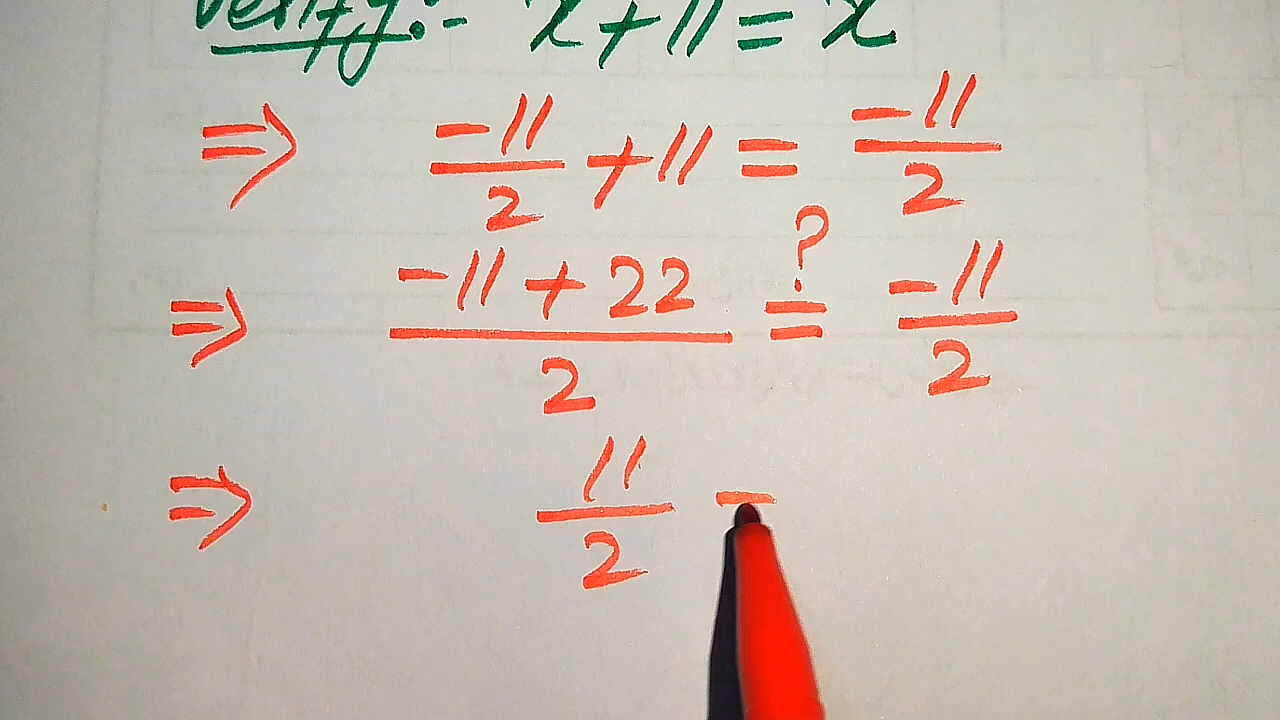 Verify:- x+11=x
⇒ -11/2 +11 = -11/2
⇒ -11+22/2 =? -11/2
⇒ 11/2 -